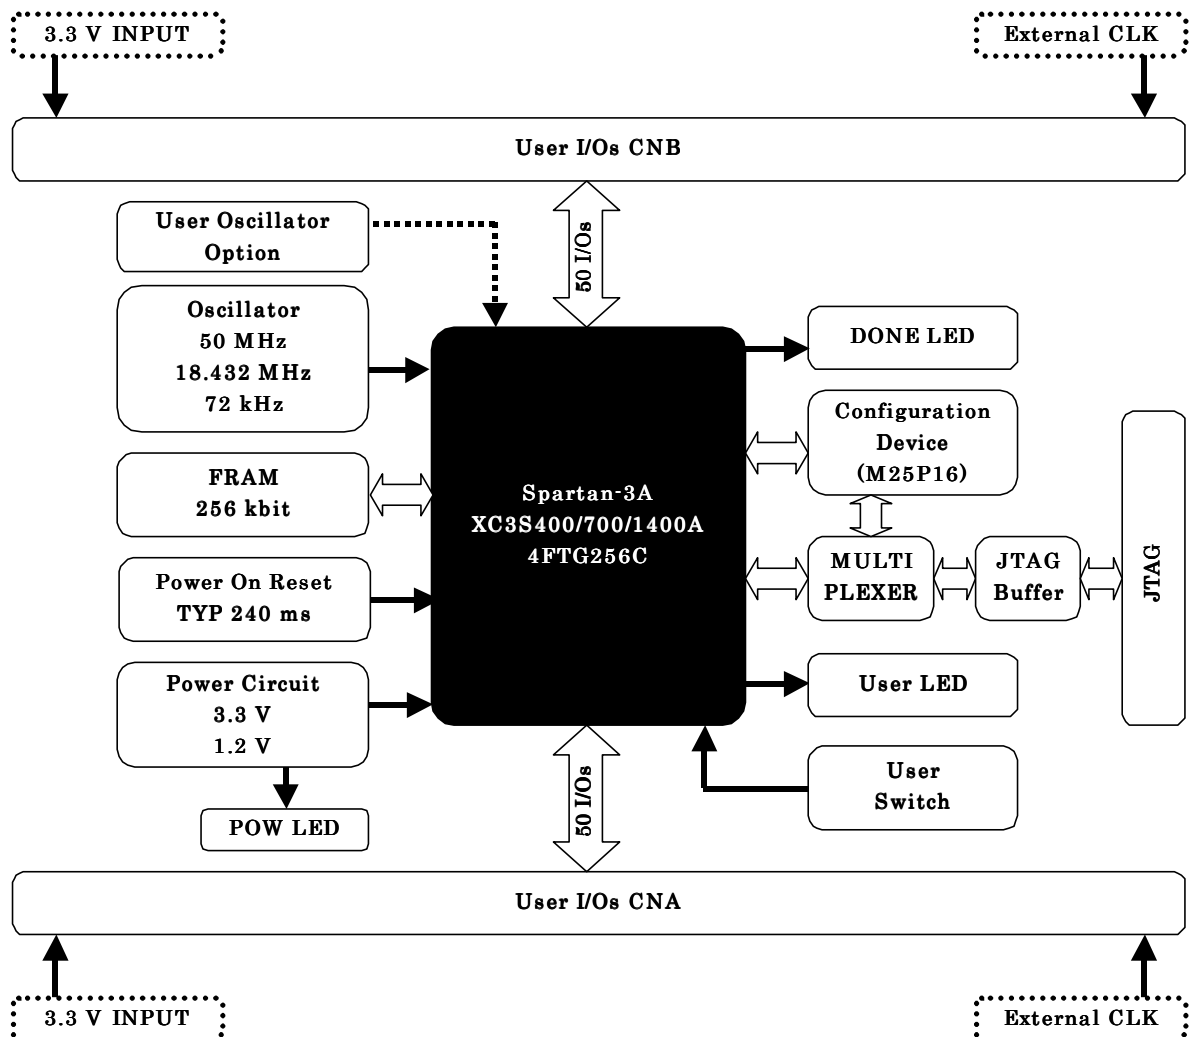 3.3 V INPUT
External CLK
User I/Os CNB
User Oscillator
Option
50 I/Os
Oscillator
50 MHz
18.432 MHz
72 kHz
DONE LED
Configuration
Device
(M25P16)
FRAM
256 kbit
Spartan-3A
XC3S400/700/1400A
4FTG256C
MULTI
PLEXER
JTAG
Buffer
JTAG
Power On Reset
TYP 240 ms
Power Circuit
3.3 V
1.2 V
User LED
POW LED
50 I/Os
User
Switch
User I/Os CNA
3.3 V INPUT
External CLK